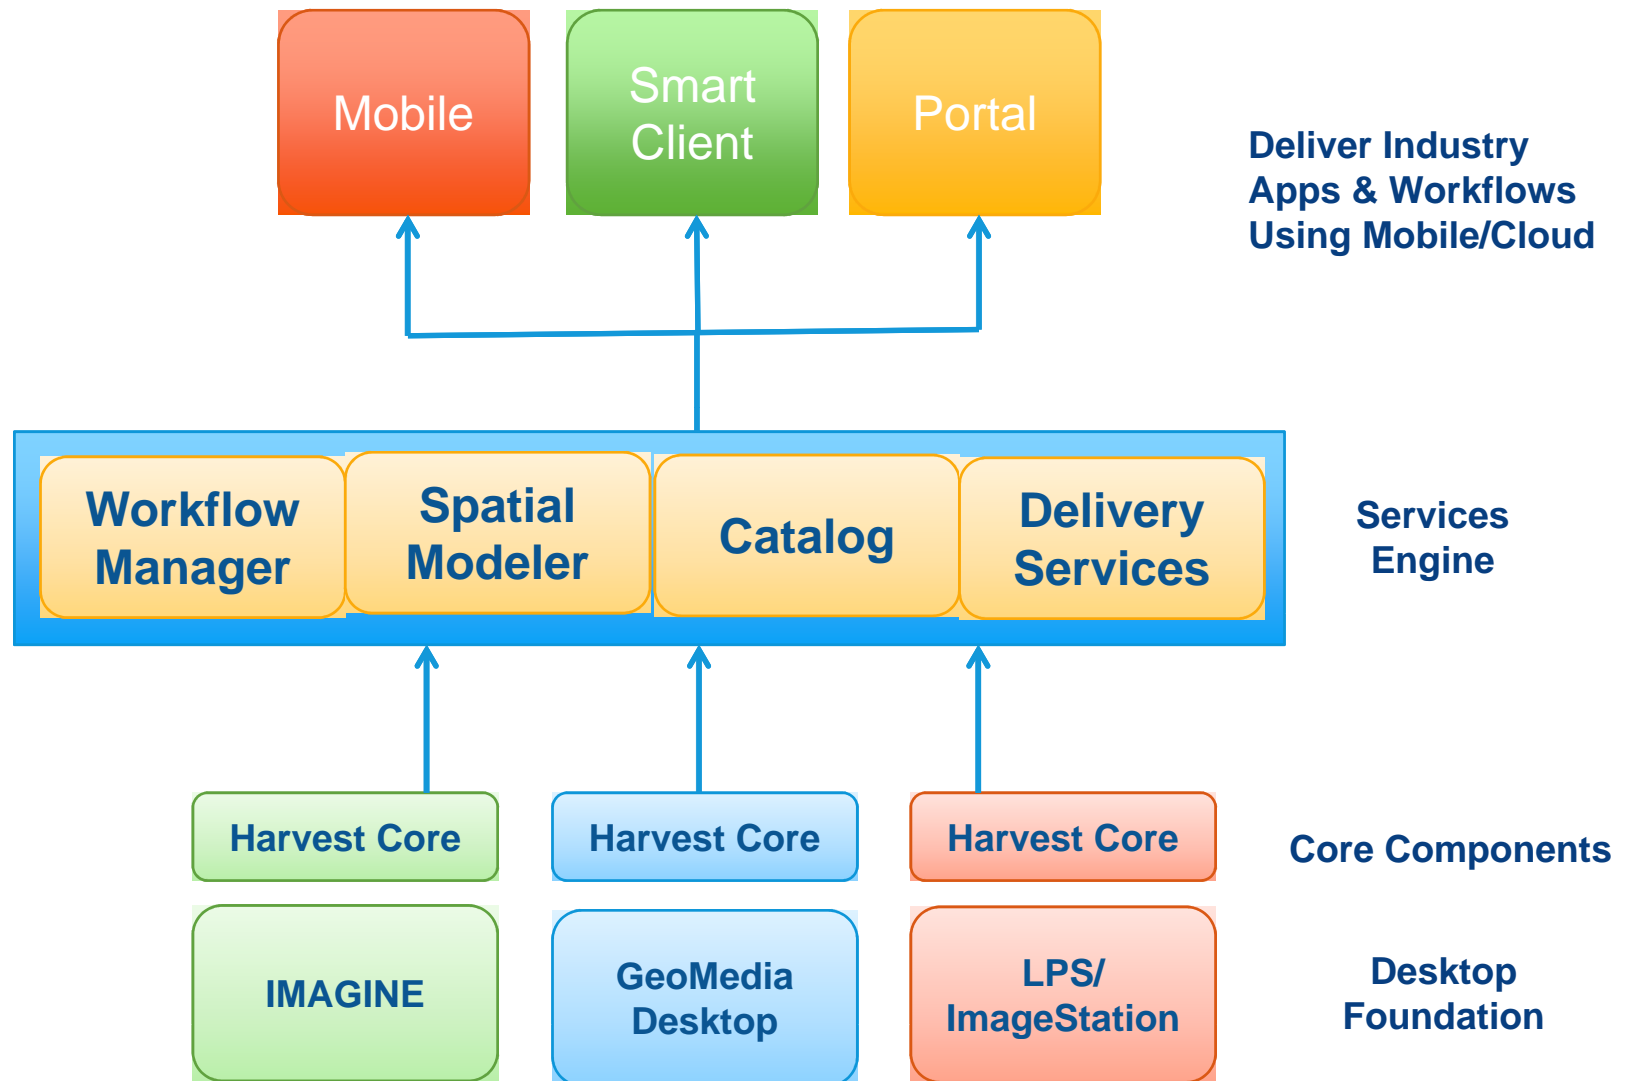 Mobile
Smart
Client
Portal
Deliver Industry
Apps & Workflows
Using Mobile/Cloud
Workflow
Manager
Spatial
Modeler
Catalog
Delivery
Services
Services
Engine
Harvest Core
Harvest Core
Harvest Core
Core Components
IMAGINE
GeoMedia
Desktop
LPS/
ImageStation
Desktop
Foundation